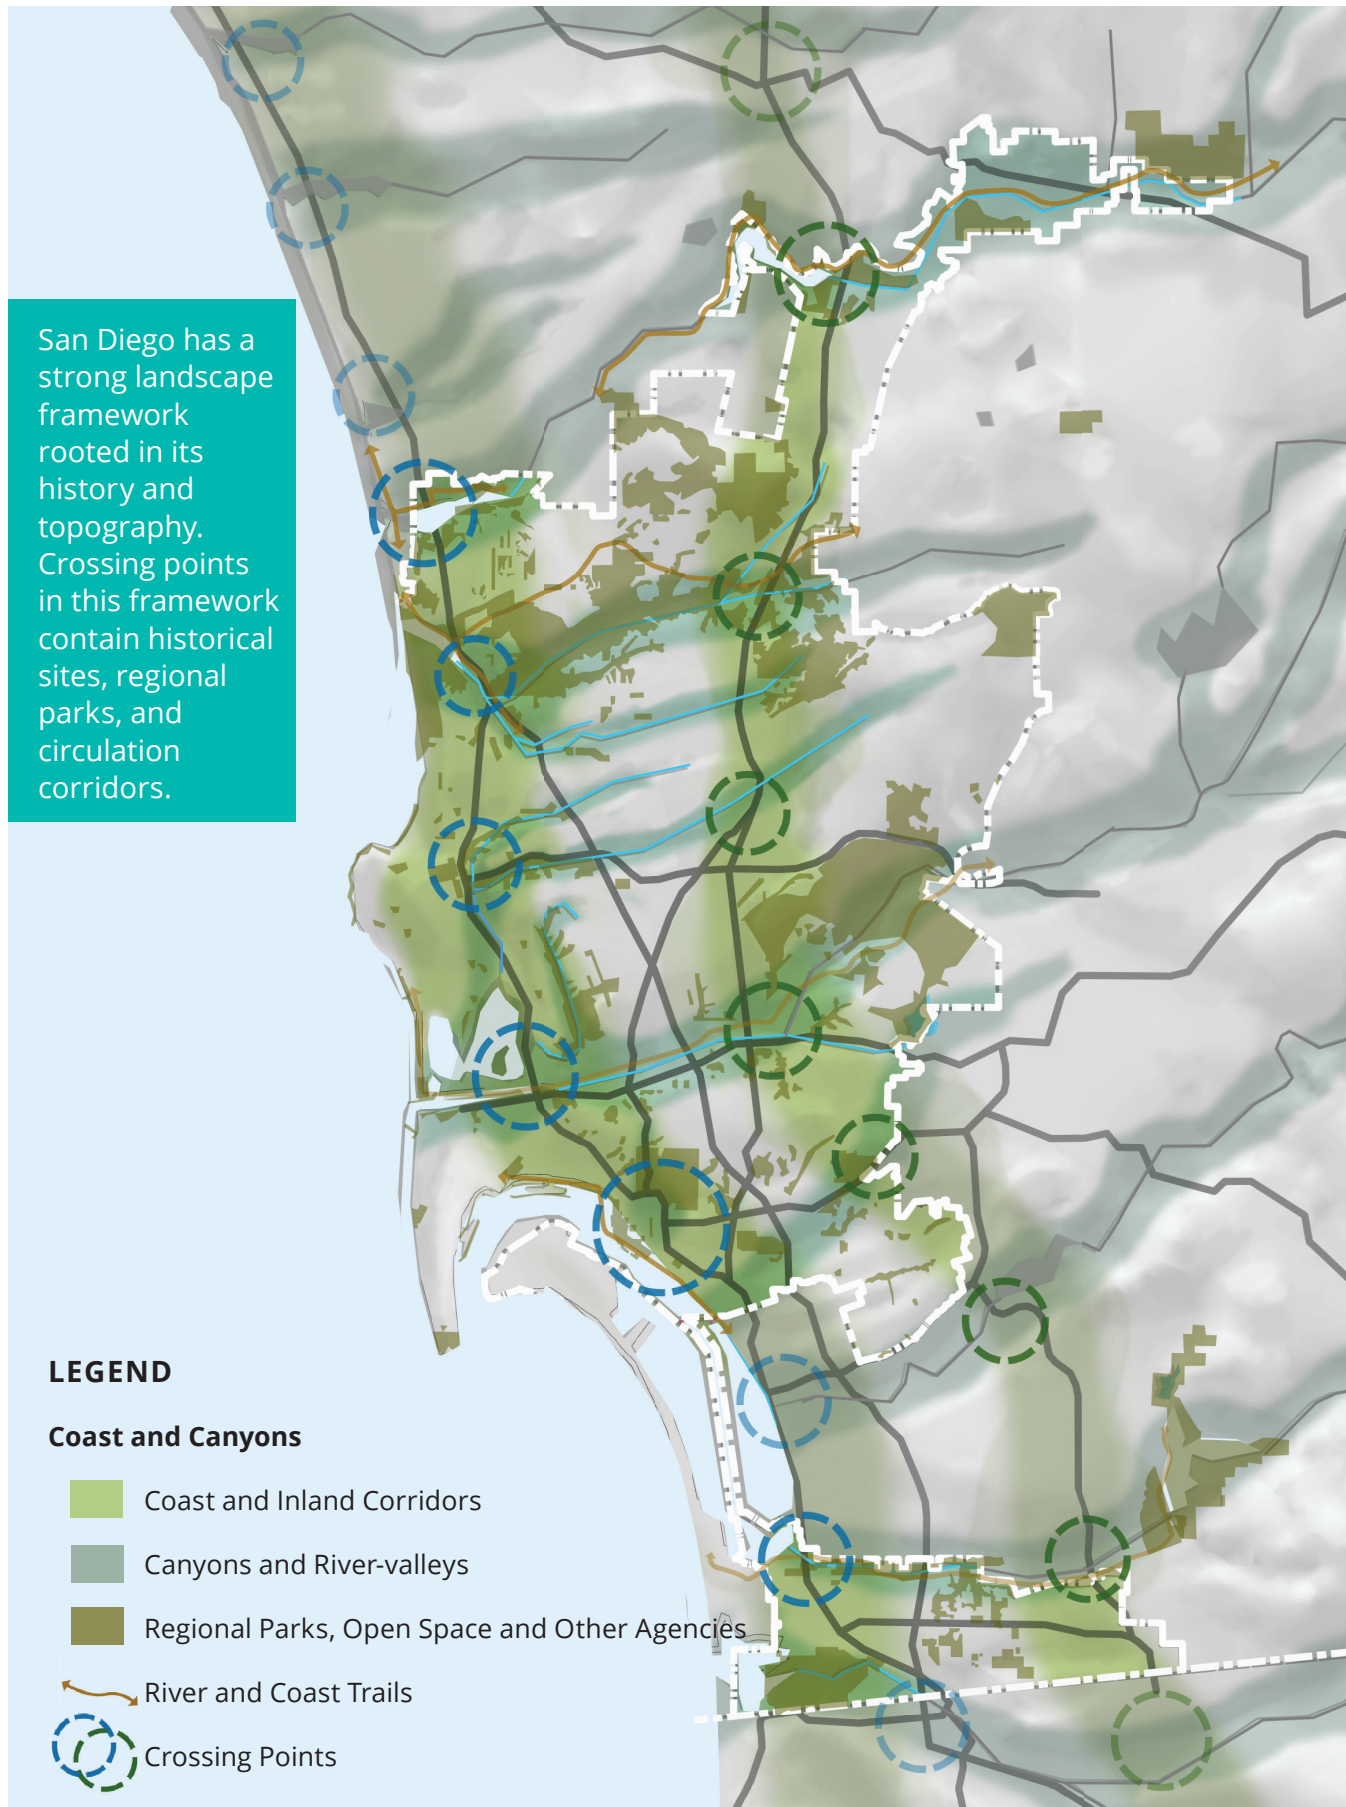 San Diego has a
strong landscape
framework
rooted in its
history and
topography.
Crossing points
in this framework
contain historical
sites, regional
parks, and
circulation
corridors.
LEGEND
Coast and Canyons
Coast and Inland Corridors
Canyons and River-valleys
Regional Parks, Open Space and Other Agencies
River and Coast Trails
Crossing Points